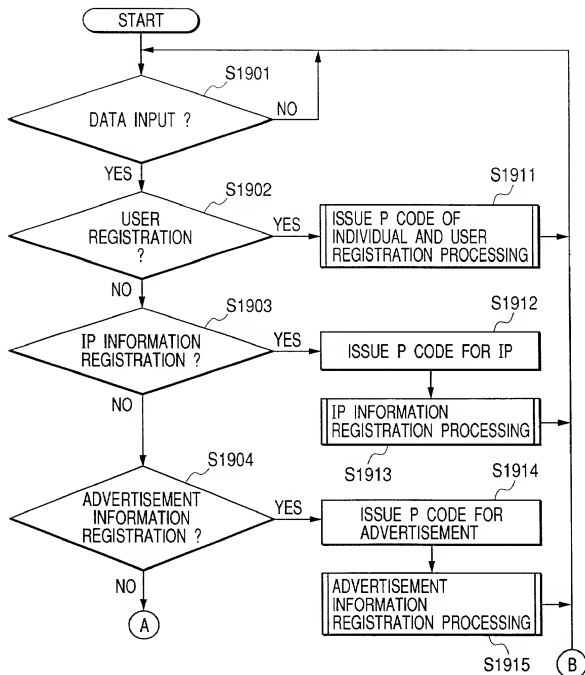 START
S1901
DATA INPUT ?
NO
YES
S1902
USER
REGISTRATION
?
YES
S1911
ISSUE P CODE OF
INDIVIDUAL AND USER
REGISTRATION PROCESSING
NO
S1903
IP INFORMATION
REGISTRATION ?
YES
S1912
ISSUE P CODE FOR IP
NO
IP INFORMATION
REGISTRATION PROCESSING
S1913
S1904
ADVERTISEMENT
INFORMATION
REGISTRATION ?
YES
S1914
ISSUE P CODE FOR
ADVERTISEMENT
NO
ADVERTISEMENT
INFORMATION
REGISTRATION PROCESSING
S1915
A
B